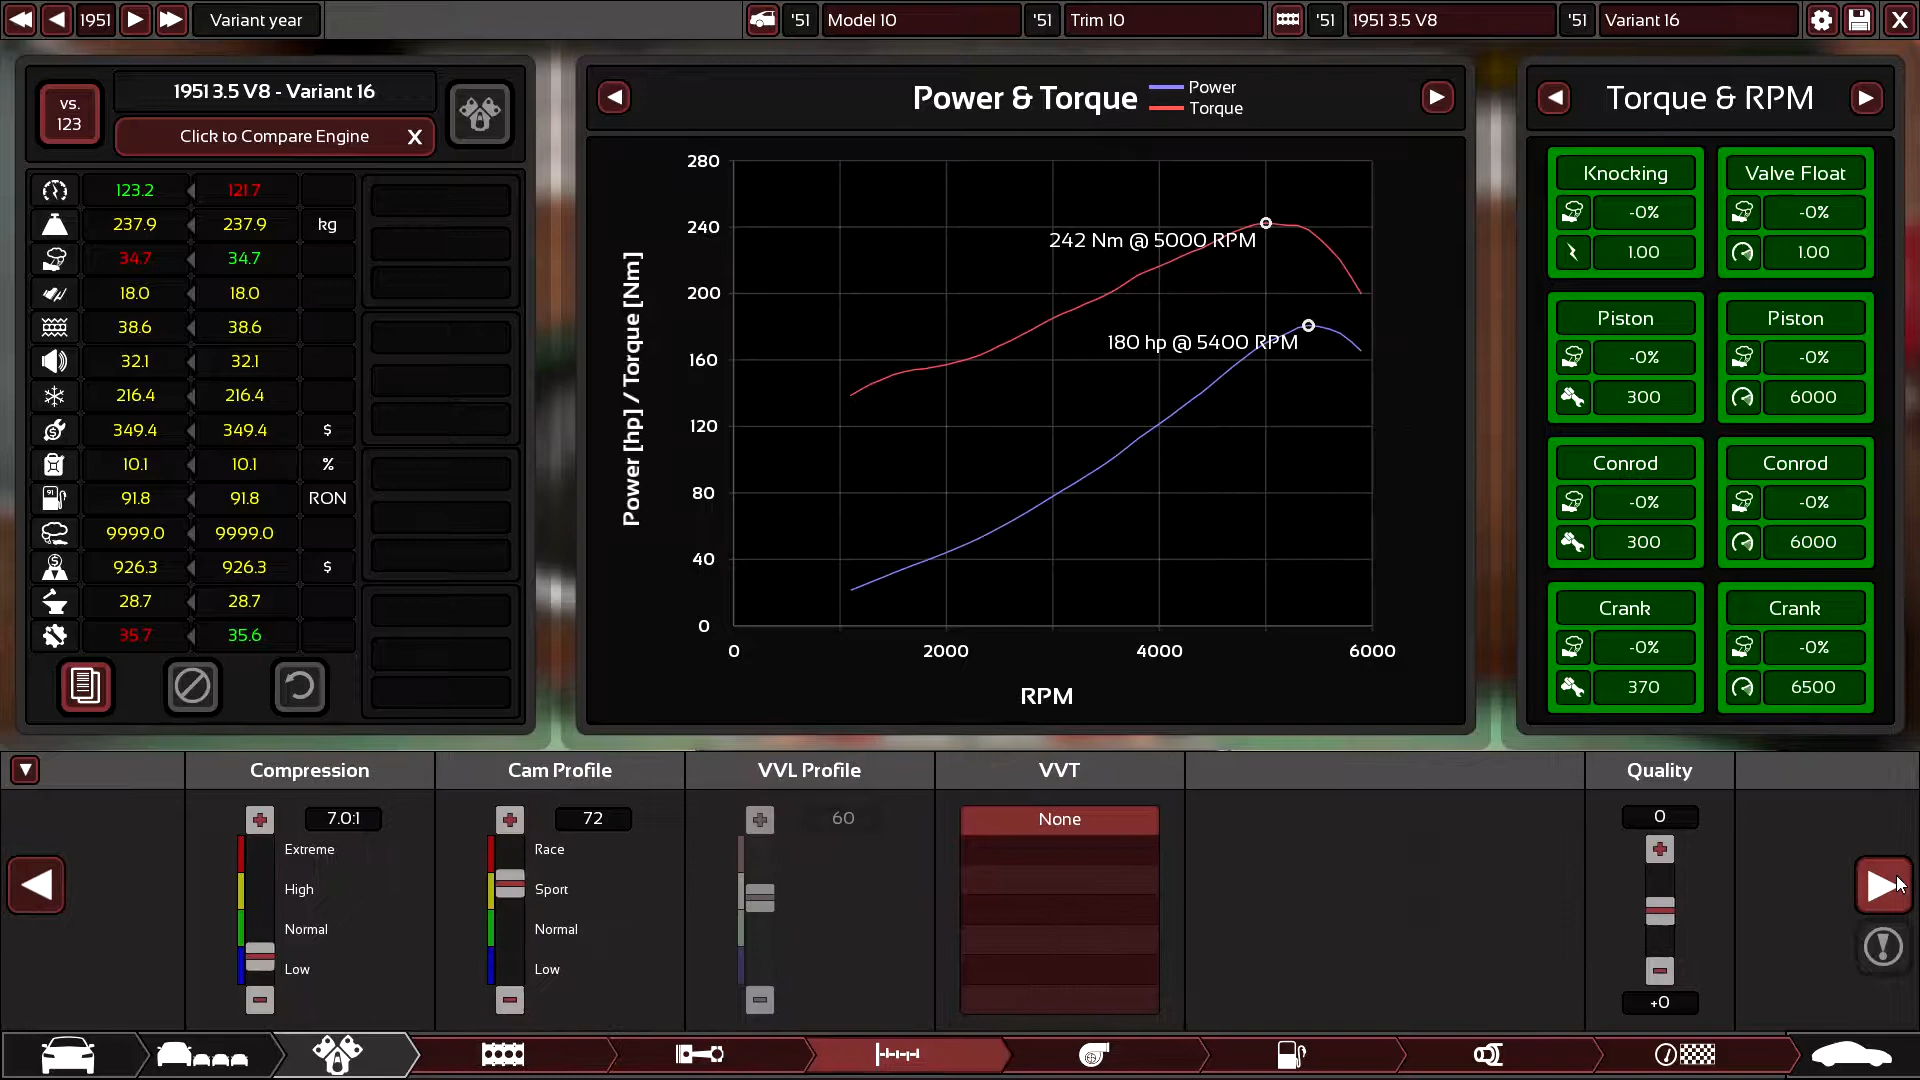 1951
Variant year
'51
Model 10
'51
Trim 10
'51
1951 3.5 V8
'51
Variant 16
X
vs.
123
1951 3.5 V8 - Variant 16
Click to Compare Engine
X
123.2 121.7
237.9 237.9 kg
34.7 34.7
18.0 18.0
38.6 38.6
32.1 32.1
216.4 216.4
349.4 349.4 $
10.1 10.1 %
91.8 91.8 RON
9999.0 9999.0
926.3 926.3 $
28.7 28.7
35.7 35.6
Power & Torque
Power
Torque
280
240
200
160
120
80
40
0
Power [hp] / Torque [Nm]
242 Nm @ 5000 RPM
180 hp @ 5400 RPM
0 2000 4000 6000
RPM
Torque & RPM
Knocking
-0%
1.00
Valve Float
-0%
1.00
Piston
-0%
300
Piston
-0%
6000
Conrod
-0%
300
Conrod
-0%
6000
Crank
-0%
370
Crank
-0%
6500
Compression
7.0:1
Extreme
High
Normal
Low
Cam Profile
72
Race
Sport
Normal
Low
VVL Profile
60
VVT
None
Quality
0
+0